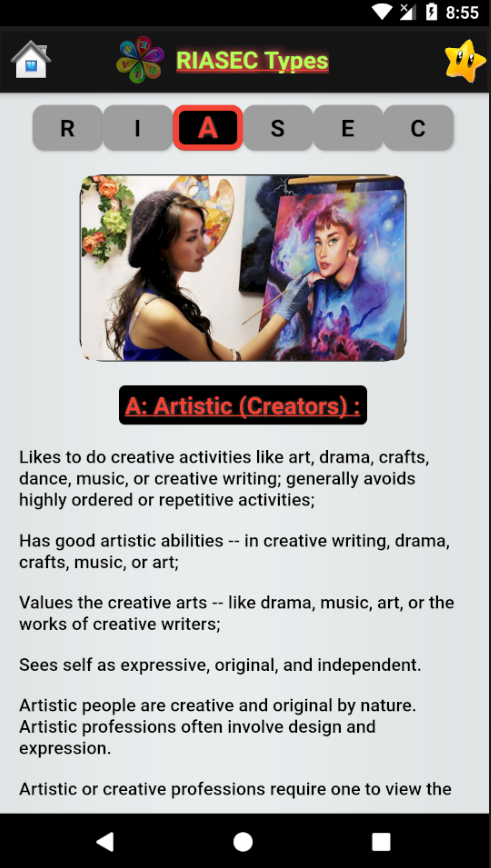 8:55
RIASEC Types
R I A S E C
A: Artistic (Creators) :
Likes to do creative activities like art, drama, crafts,
dance, music, or creative writing; generally avoids
highly ordered or repetitive activities;
Has good artistic abilities -- in creative writing, drama,
crafts, music, or art;
Values the creative arts -- like drama, music, art, or the
works of creative writers;
Sees self as expressive, original, and independent.
Artistic people are creative and original by nature.
Artistic professions often involve design and
expression.
Artistic or creative professions require one to view the